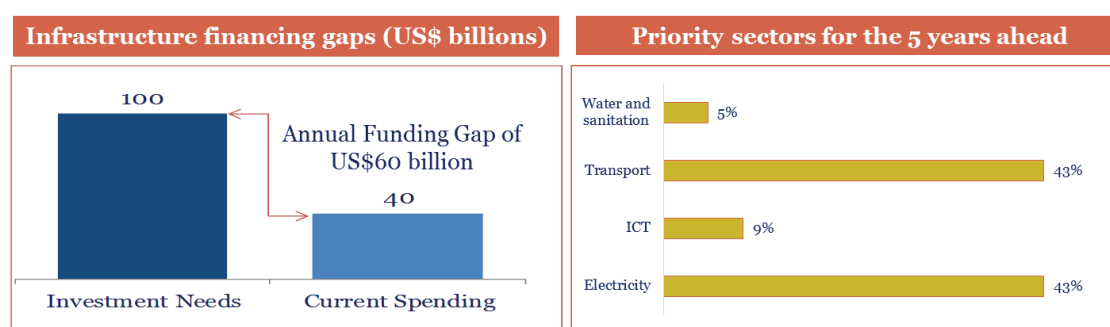 Infrastructure financing gaps (US$ billions)
100
Annual Funding Gap of
US$60 billion
40
Investment Needs
Current Spending
Priority sectors for the 5 years ahead
Water and
sanitation
5%
Transport
43%
ICT
9%
Electricity
43%